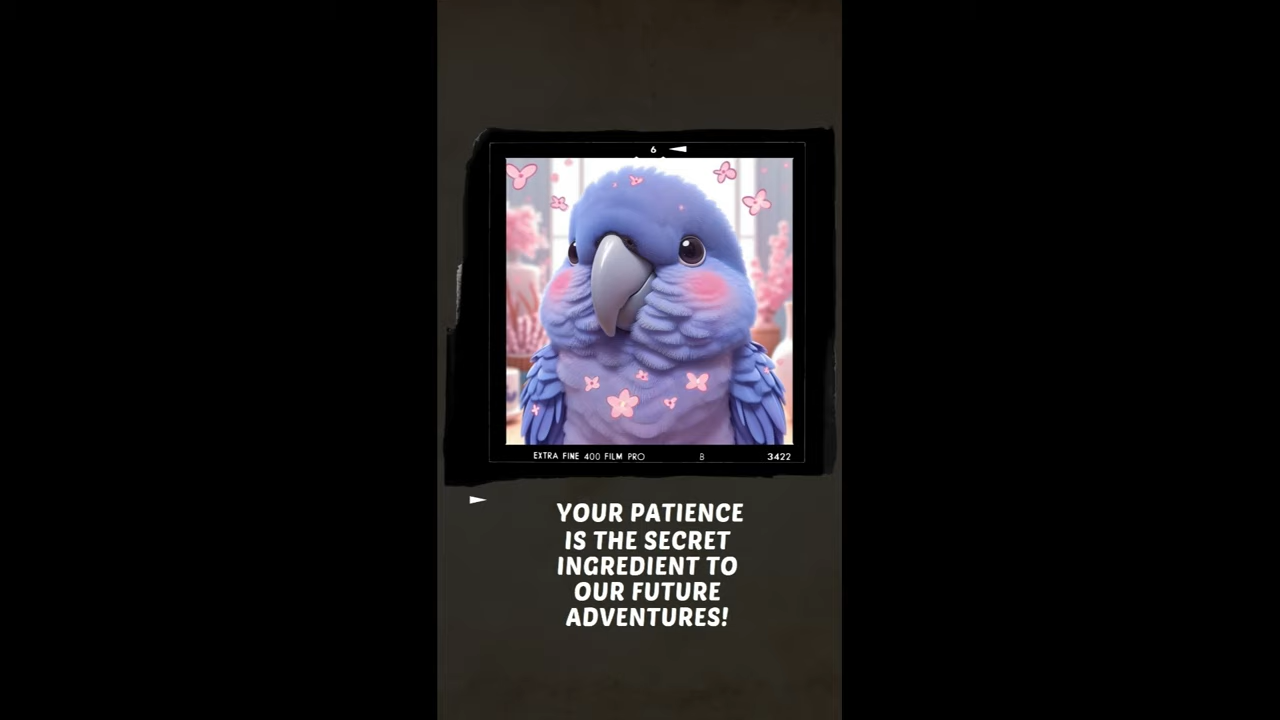 6
EXTRA FINE 400 FILM PRO 8 3422
YOUR PATIENCE
IS THE SECRET
INGREDIENT TO
OUR FUTURE
ADVENTURES!